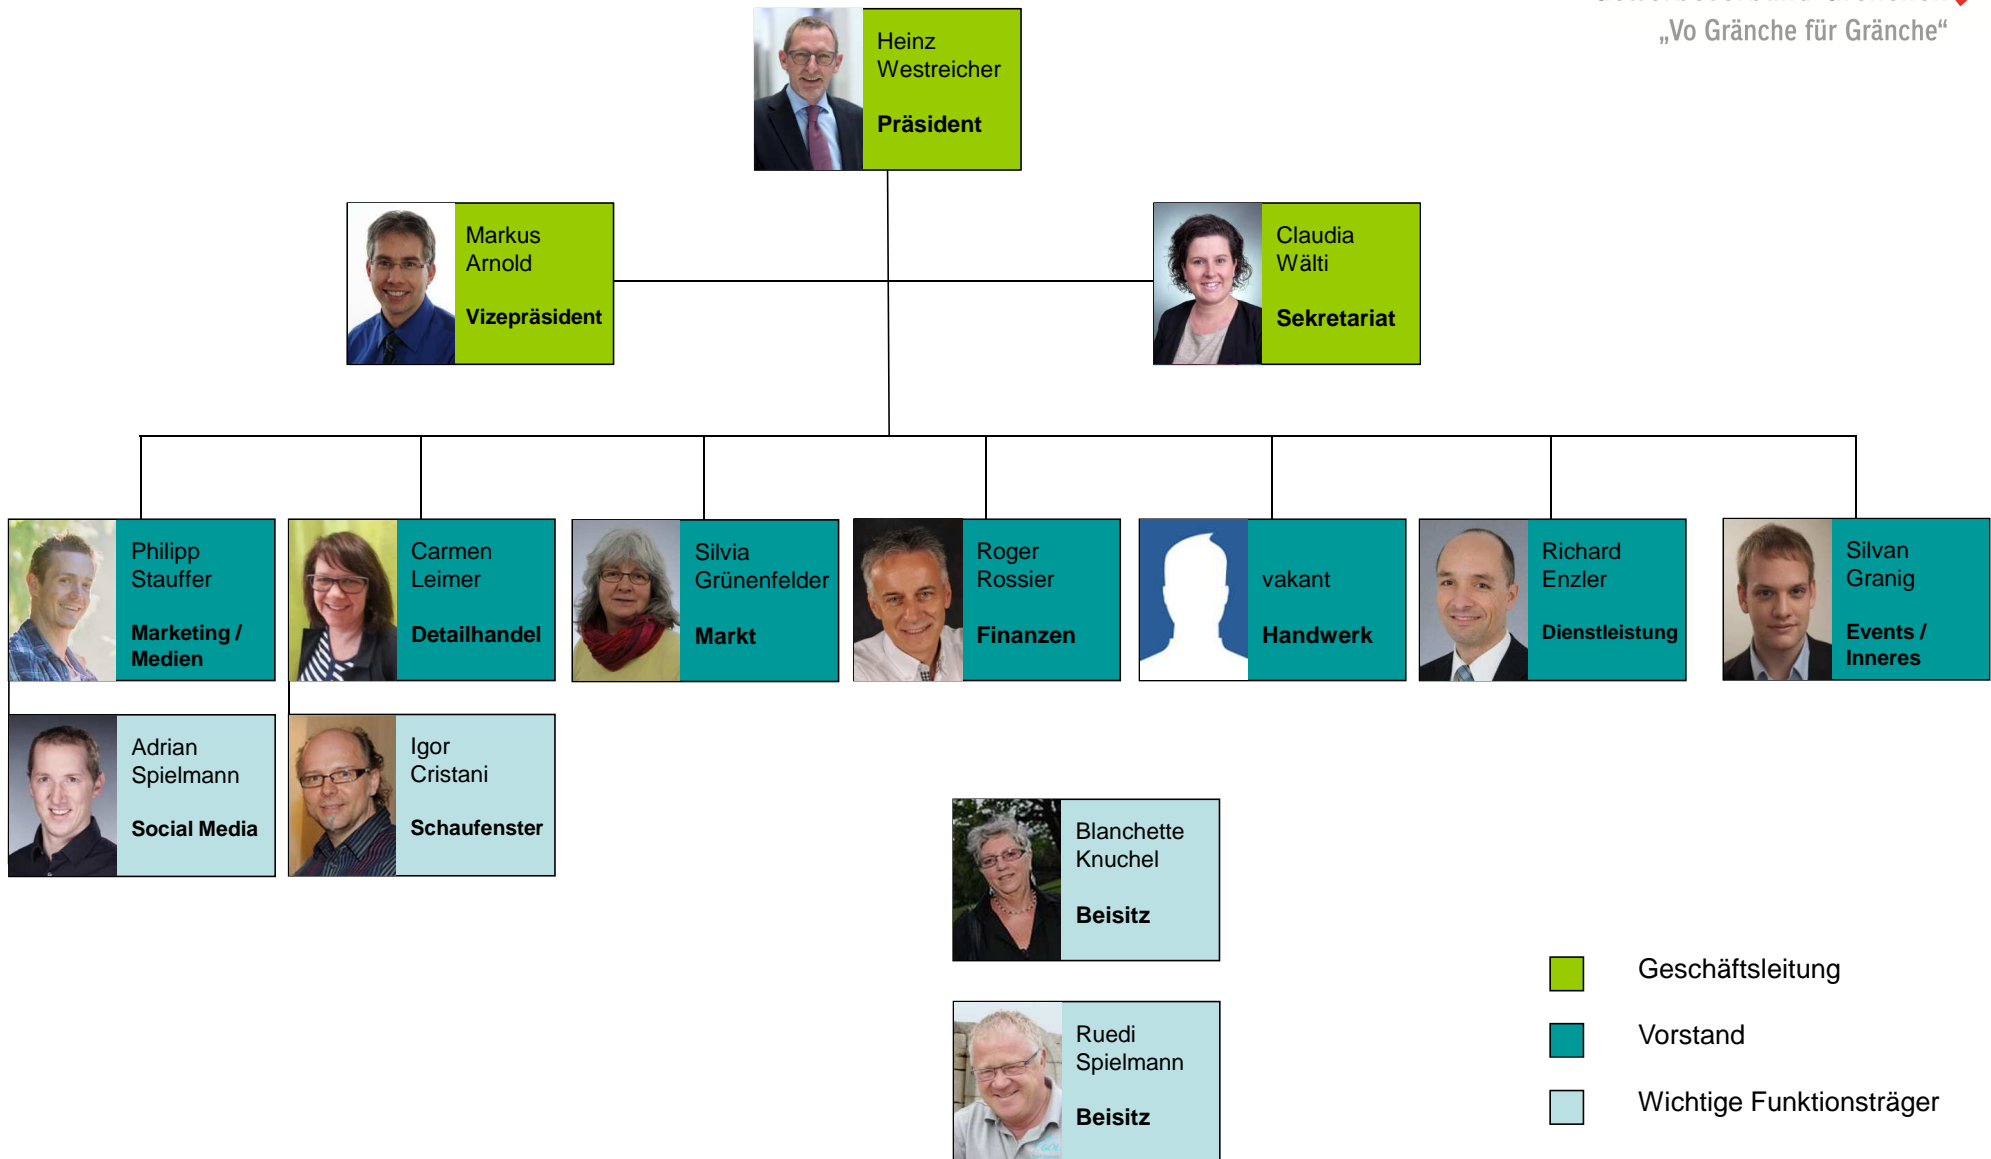 „Vo Gränche für Gränche“
Heinz
Westreicher
Präsident
Markus
Arnold
Vizepräsident
Claudia
Wälti
Sekretariat
Philipp
Stauffer
Marketing /
Medien
Carmen
Leimer
Detailhandel
Silvia
Grünenfelder
Markt
Roger
Rossier
Finanzen
vakant
Handwerk
Richard
Enzler
Dienstleistung
Silvan
Granig
Events /
Inneres
Adrian
Spielmann
Social Media
Igor
Cristani
Schaufenster
Blanchette
Knuchel
Beisitz
Ruedi
Spielmann
Beisitz
Geschäftsleitung
Vorstand
Wichtige Funktionsträger